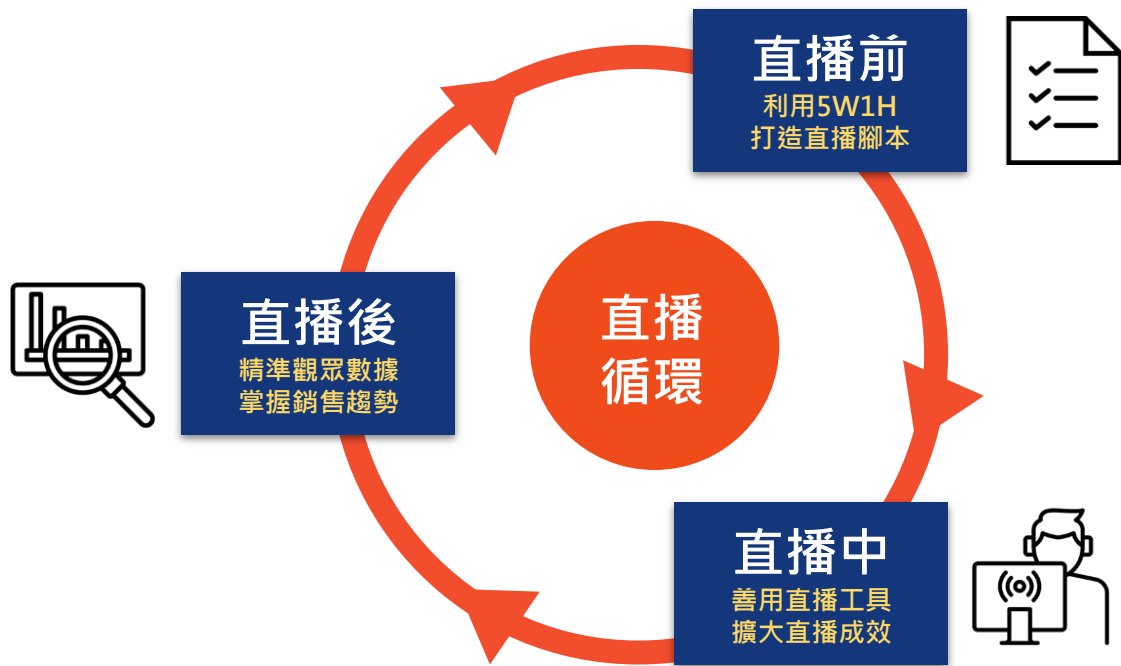 直播前
利用5W1H
打造直播腳本
直播
循環
直播後
精準觀眾數據
掌握銷售趨勢
直播中
善用直播工具
擴大直播成效